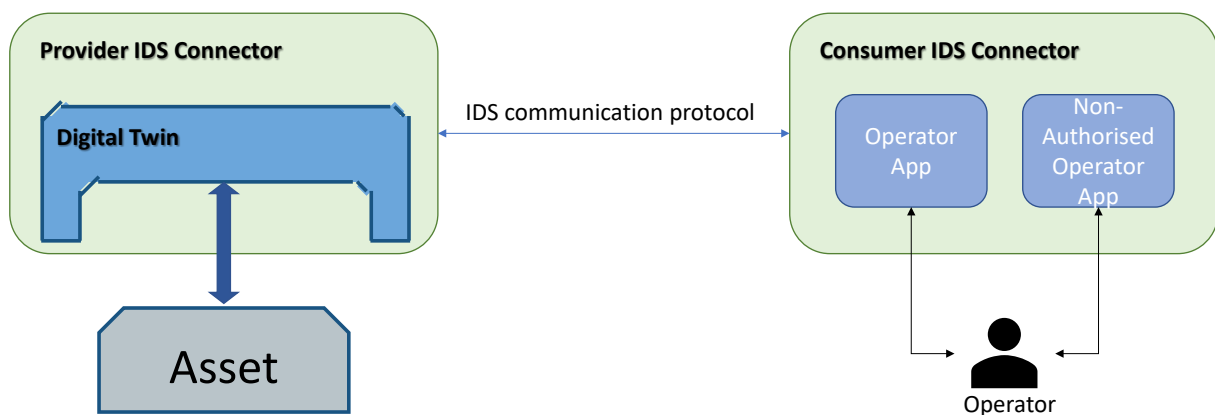 Provider IDS Connector
Digital Twin
Asset
IDS communication protocol
Consumer IDS Connector
Operator
App
Non-
Authorised
Operator
App
Operator